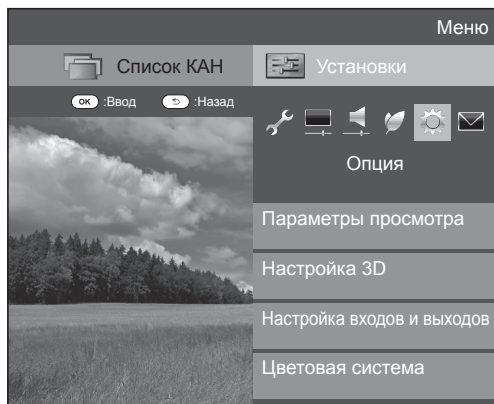 Меню
Список КАН
Установки
OK :Ввод :Назад
Опция
Параметры просмотра
Настройка 3D
Настройка входов и выходов
Цветовая система